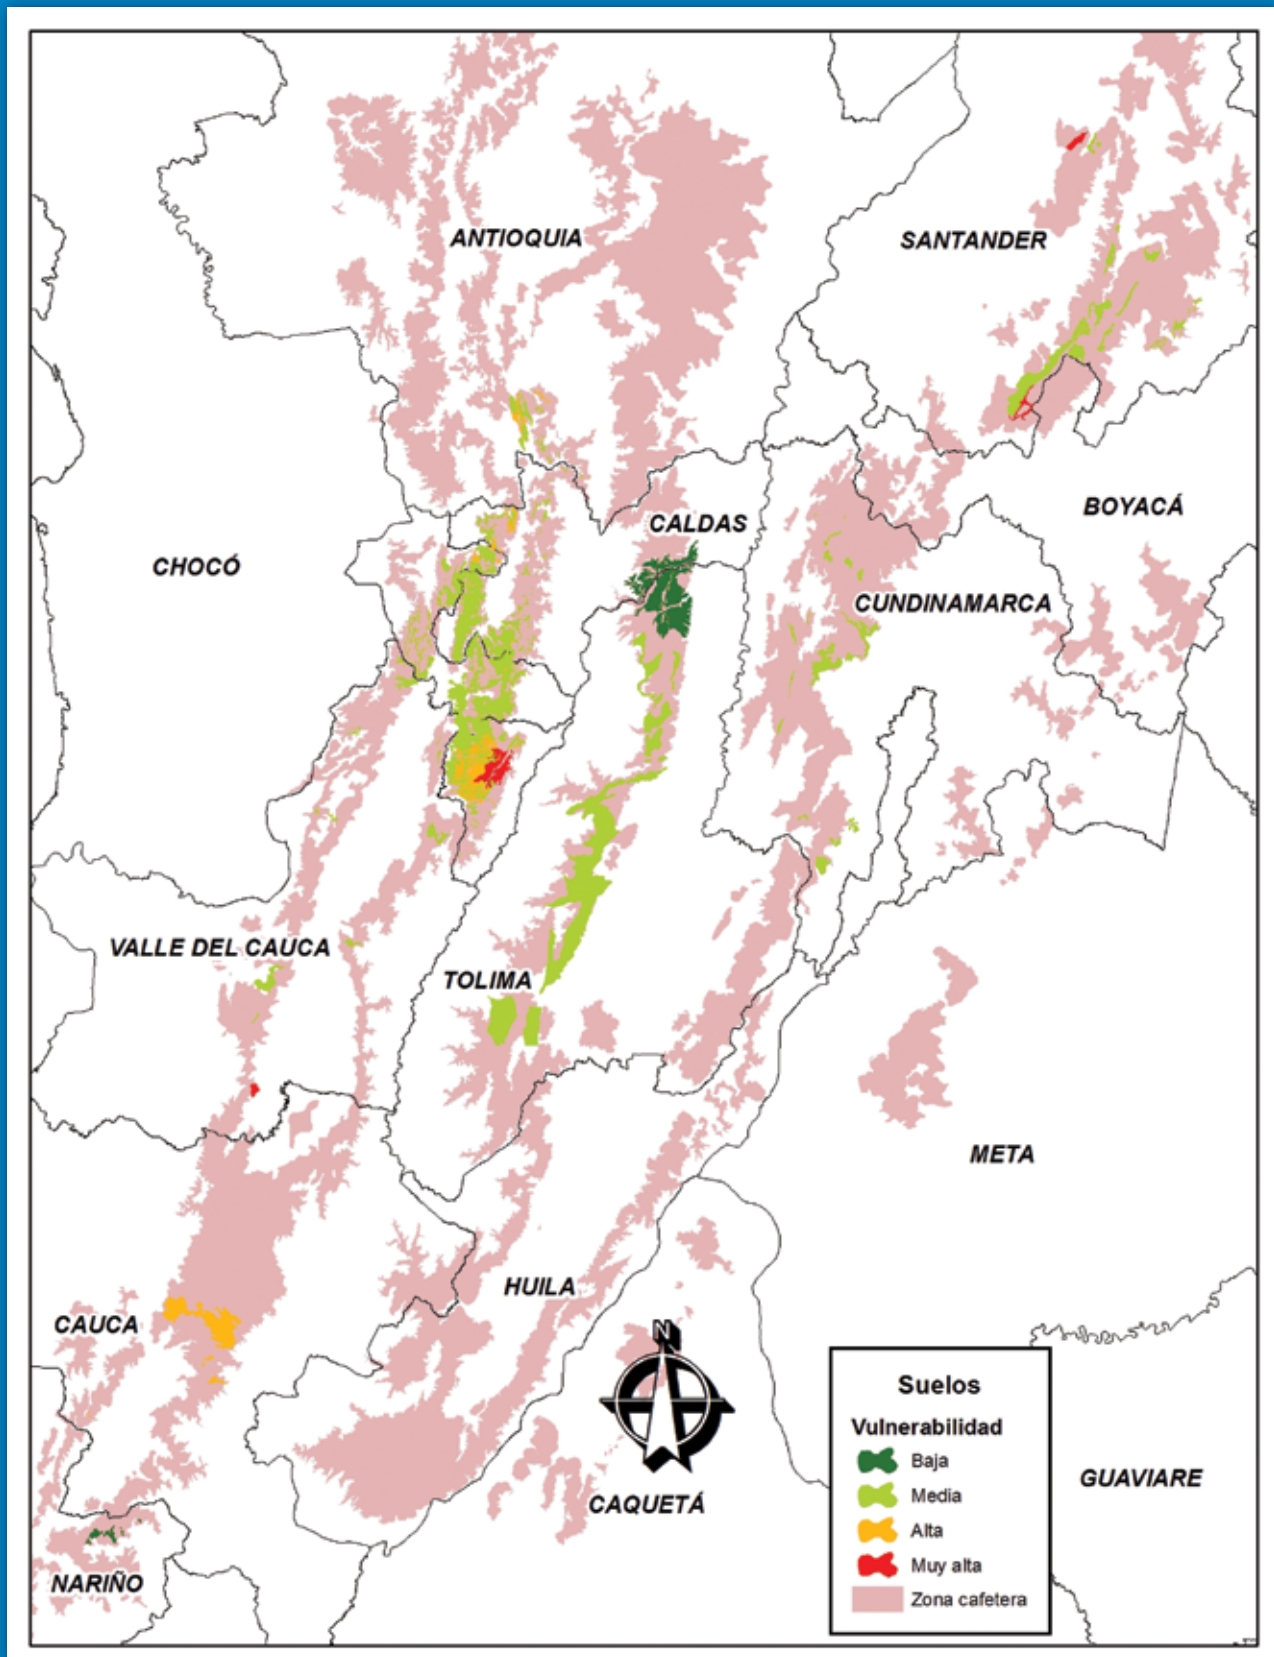 ANTIOQUIA
SANTANDER
BOYACÁ
CALDAS
CHOCÓ
CUNDINAMARCA
VALLE DEL CAUCA
TOLIMA
META
HUILA
CAUCA
N
CAQUETÁ
GUAVIARE
NARIÑO
Suelos
Vulnerabilidad
Baja
Media
Alta
Muy alta
Zona cafetera